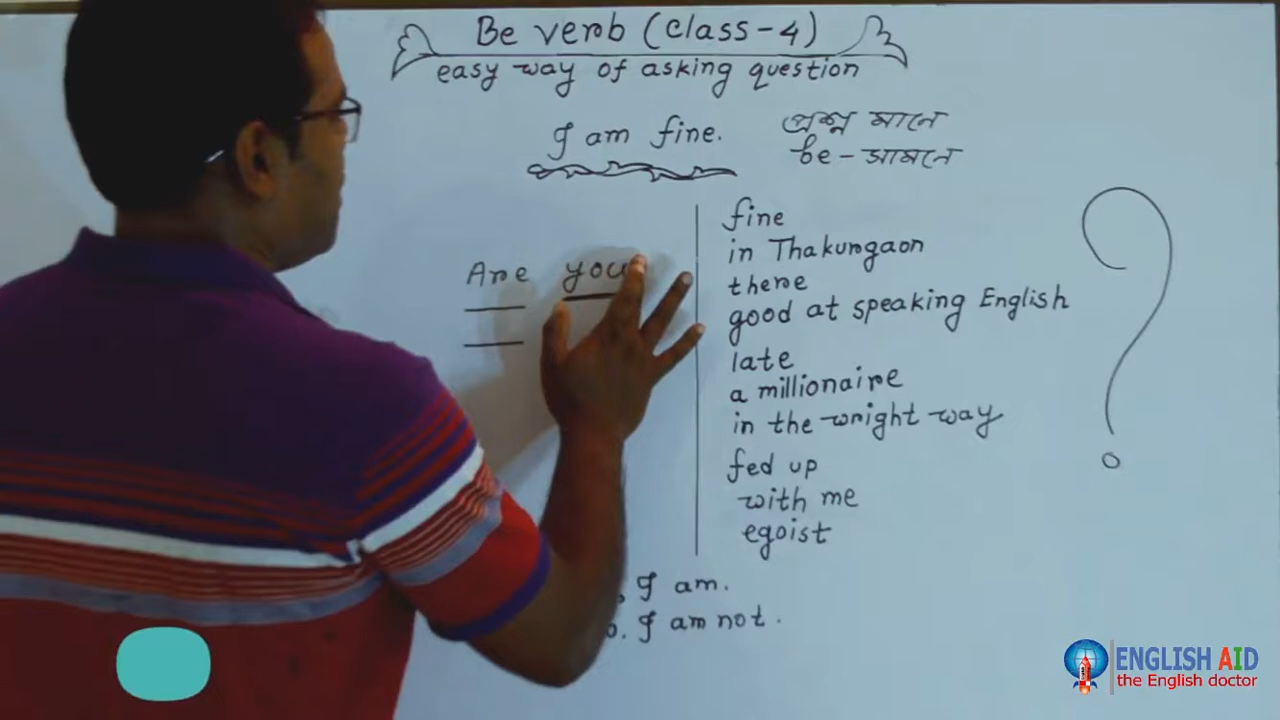 Be verb (class-4)
easy way of asking question
I am fine.
প্রশ্ন মানে
be - সামনে
Are you
fine
in Thakurgaon
there
good at speaking English
late
a millionaire
in the wright way
fed up
with me
egoist
, I am.
o. I am not.
ENGLISH AID
the English doctor